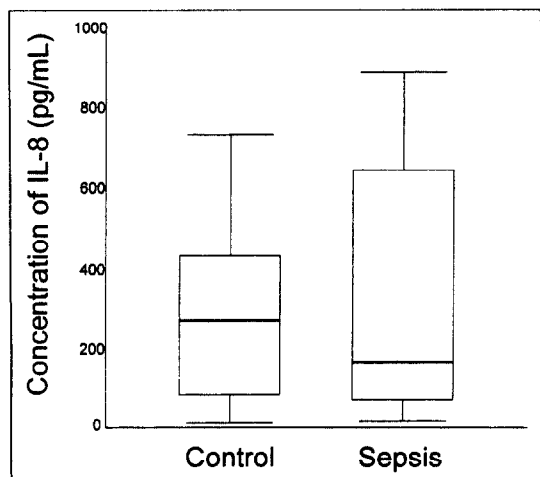 Concentration of IL-8 (pg/mL)
1000
800
600
400
200
0
Control
Sepsis